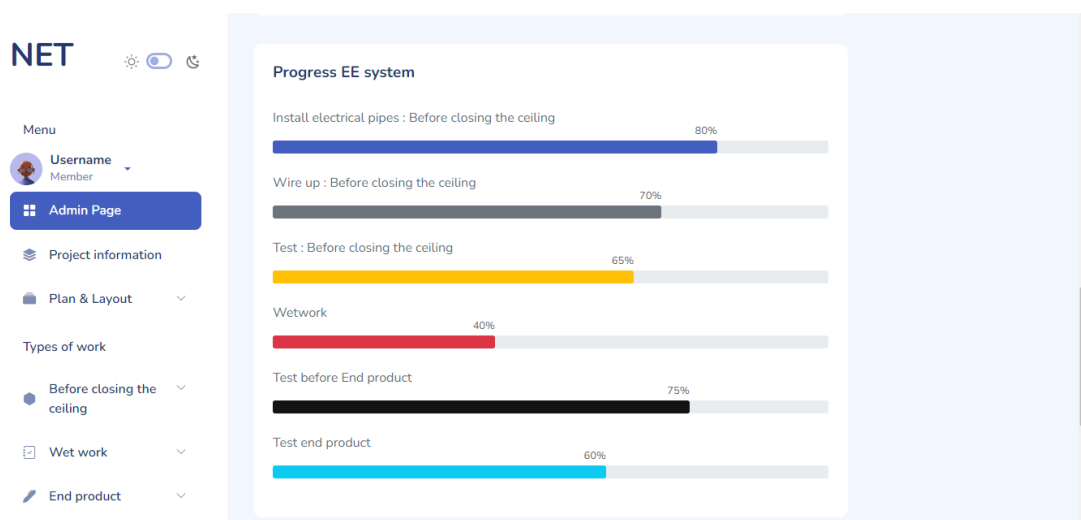 NET
Menu
Username
Member
Admin Page
Project information
Plan & Layout
Types of work
Before closing the
ceiling
Wet work
End product
Progress EE system
Install electrical pipes : Before closing the ceiling
80%
Wire up : Before closing the ceiling
70%
Test : Before closing the ceiling
65%
Wetwork
40%
Test before End product
75%
Test end product
60%